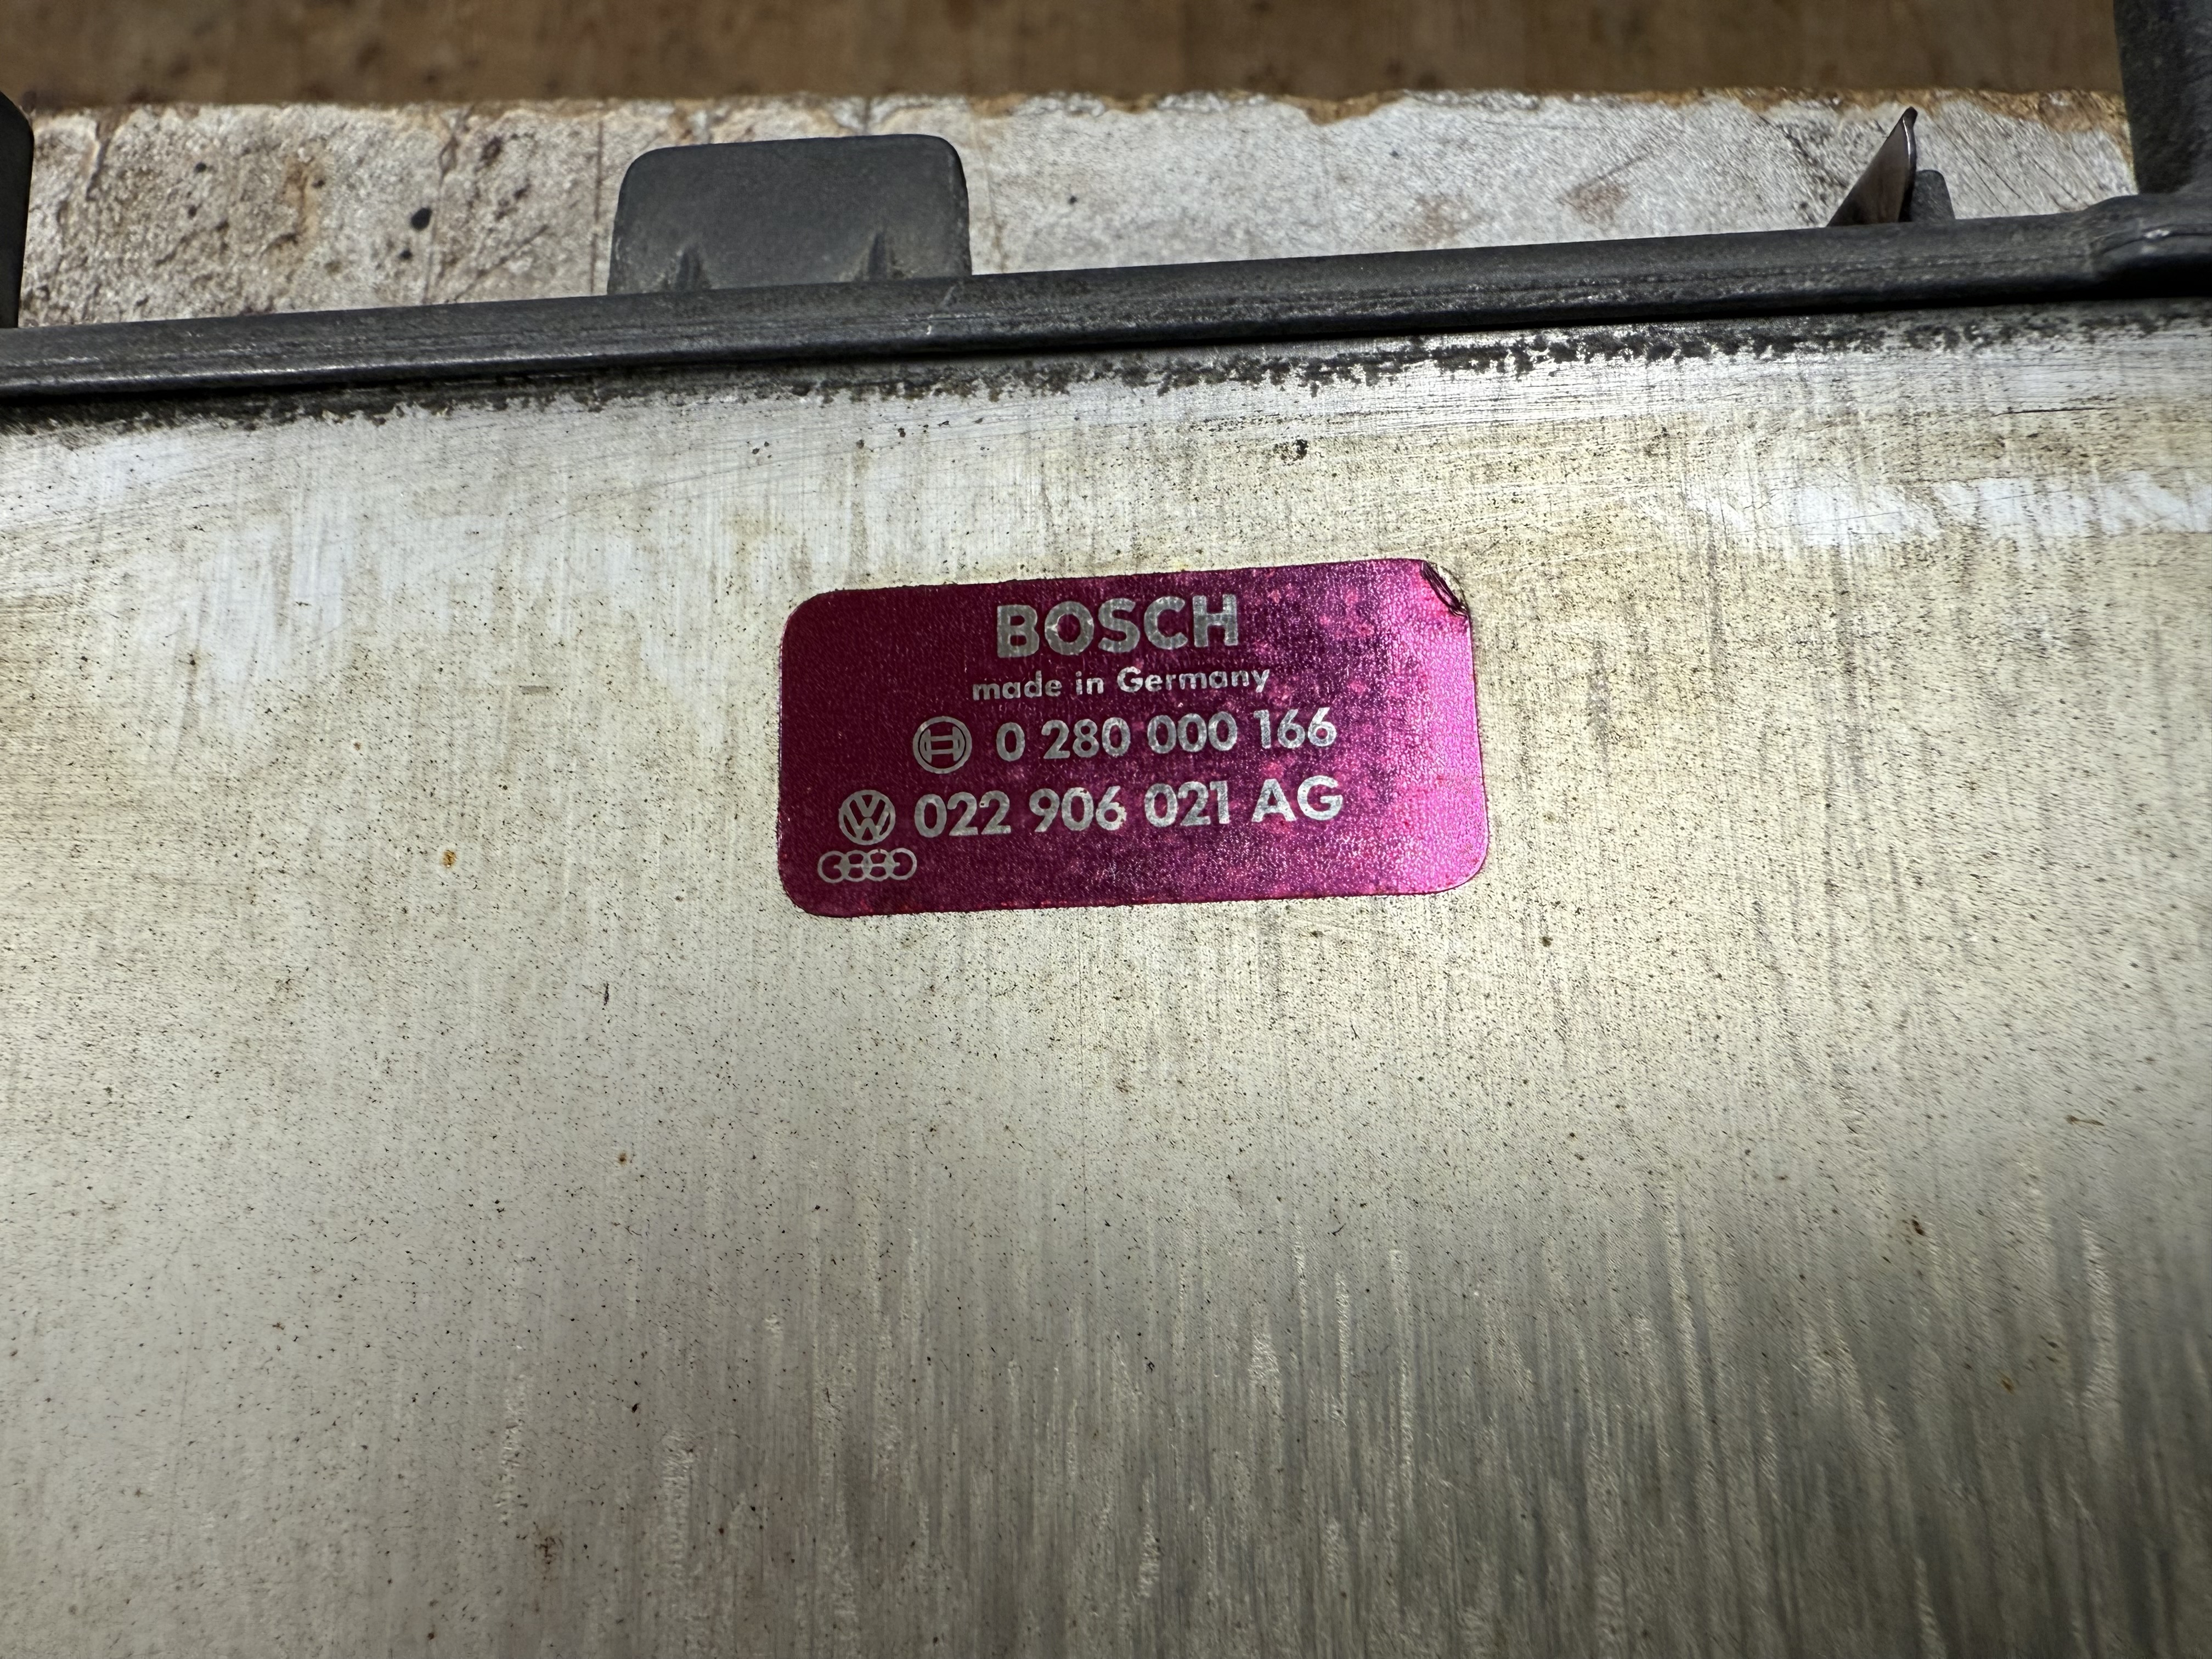 BOSCH
made in Germany
0 280 000 166
022 906 021 AG